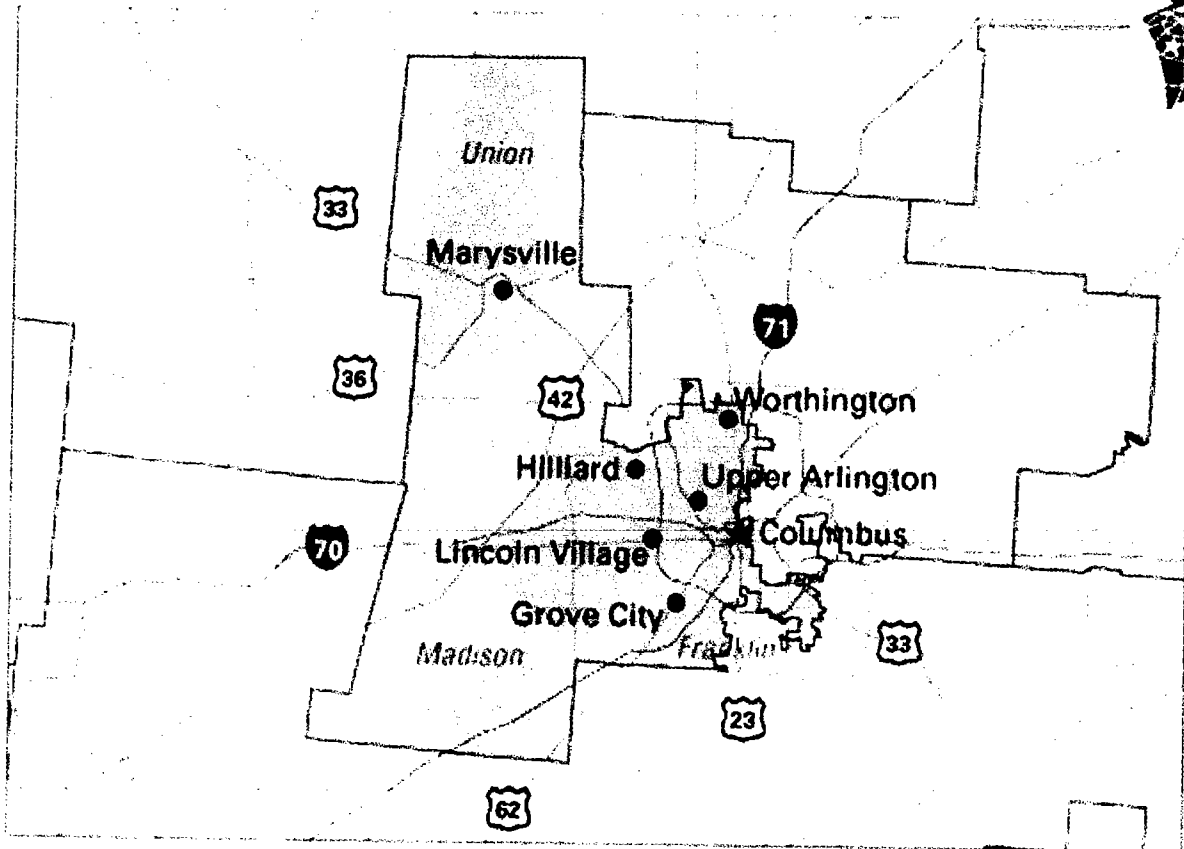 Union
33
Marysville
71
36
42
Worthington
Hilliard
Upper Arlington
Columbus
70
Lincoln Village
Grove City
Madison
Franklin
33
23
62